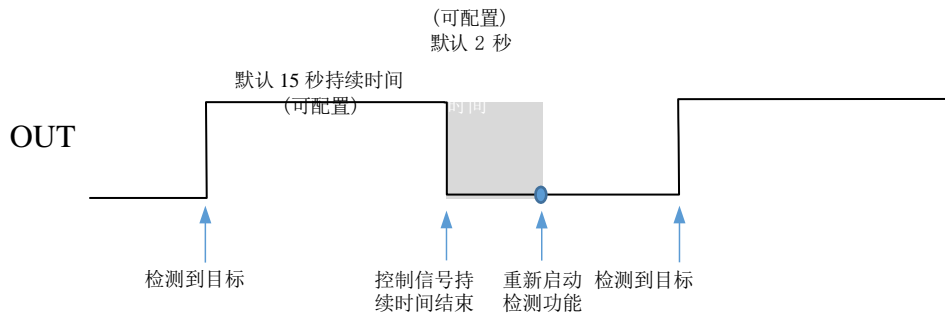 (可配置)
默认 2 秒
默认 15 秒持续时间
(可配置)
时间
OUT
检测到目标
控制信号持
续时间结束
重新启动
检测功能
检测到目标